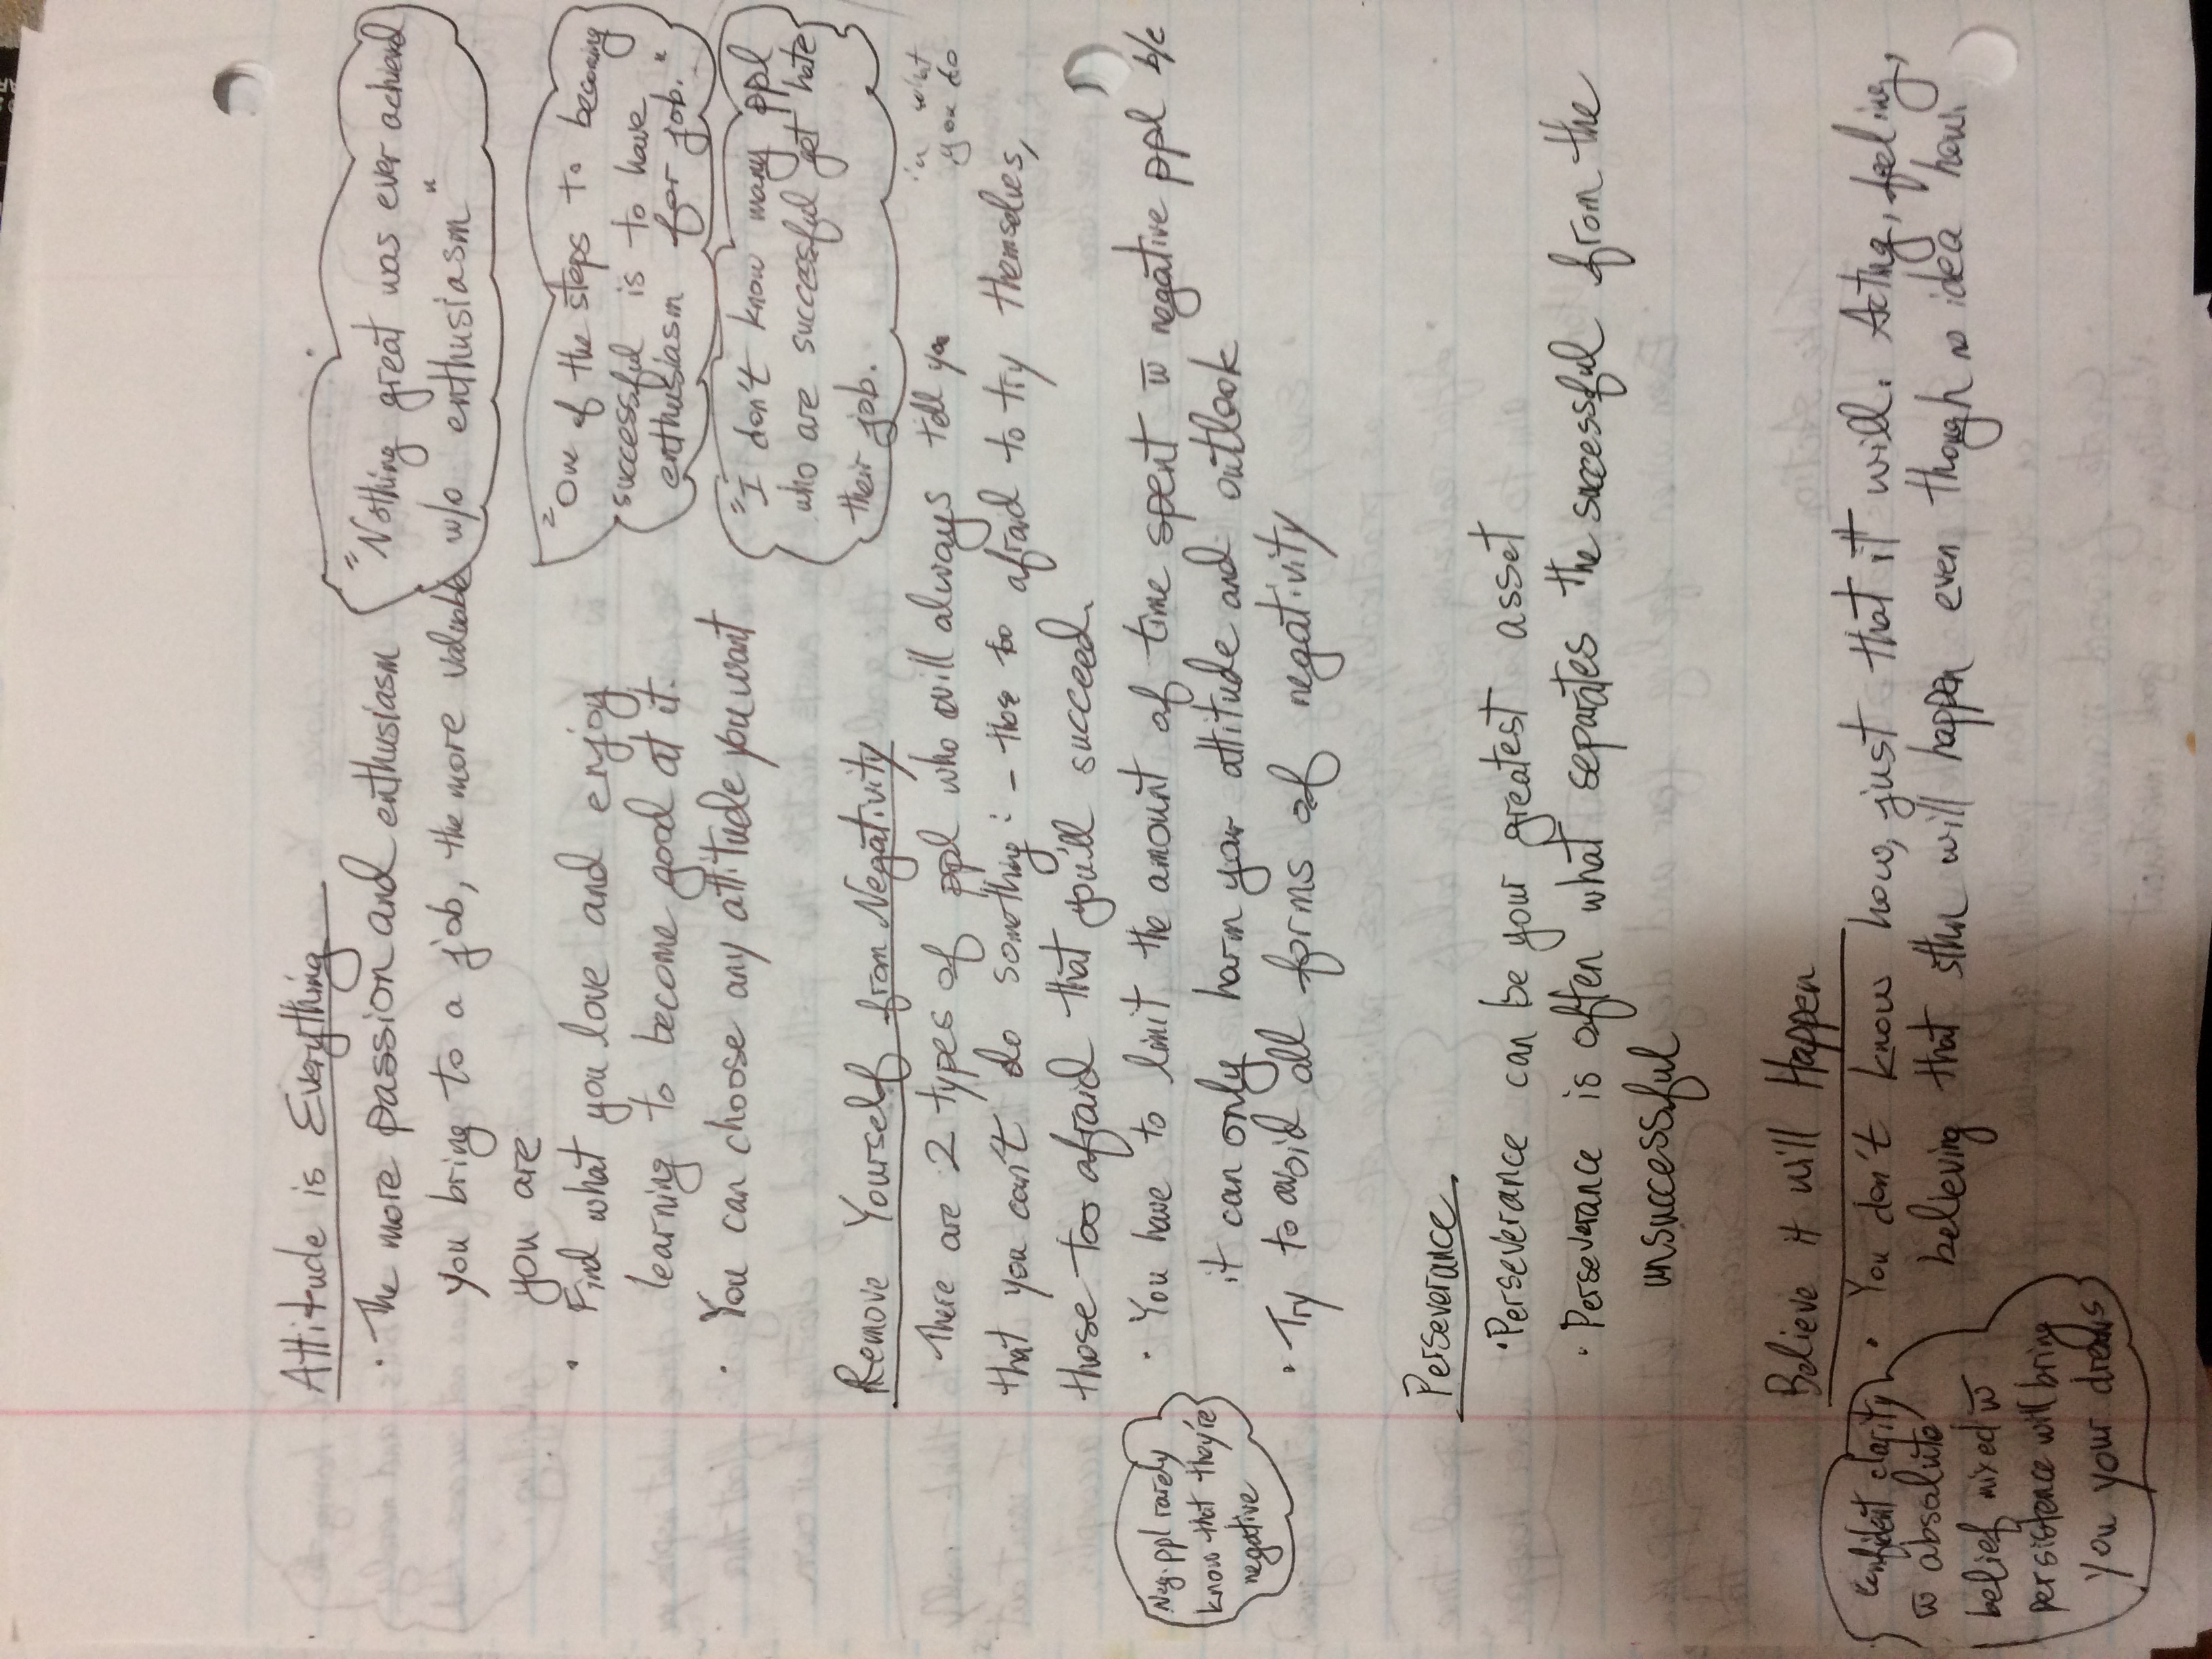 Attitude is Everything
· The more passion and enthusiasm
you bring to a job, the more valuable
you are
"Nothing great was ever achieved
w/o enthusiasm"
· Find what you love and enjoy
learning to become good at it.
"One of the steps to becoming
successful is to have
enthusiasm for job."
· You can choose any attitude you want
"I don't know many ppl
who are successful yet hate
their job.
Remove Yourself from Negativity
in what
you do
There are 2 types of ppl who will always tell you
that you can't do something: - those too afraid to try themselves,
those too afraid that you'll succeed.
Neg. ppl rarely
know that they're
negative
· You have to limit the amount of time spent w̅ negative ppl b/c
it can only harm your attitude and outlook
· Try to avoid all forms of negativity
Perseverance
· Perseverance can be your greatest asset
· Perseverance is often what separates the successful from the
unsuccessful
Believe it will Happen
· You don't know how, just that it will. Acting, feeling,
believing that sthn will happen even though no idea how.
Confident clarity
w̅ absolute
belief mixed w̅
persistence will bring
you your dreams